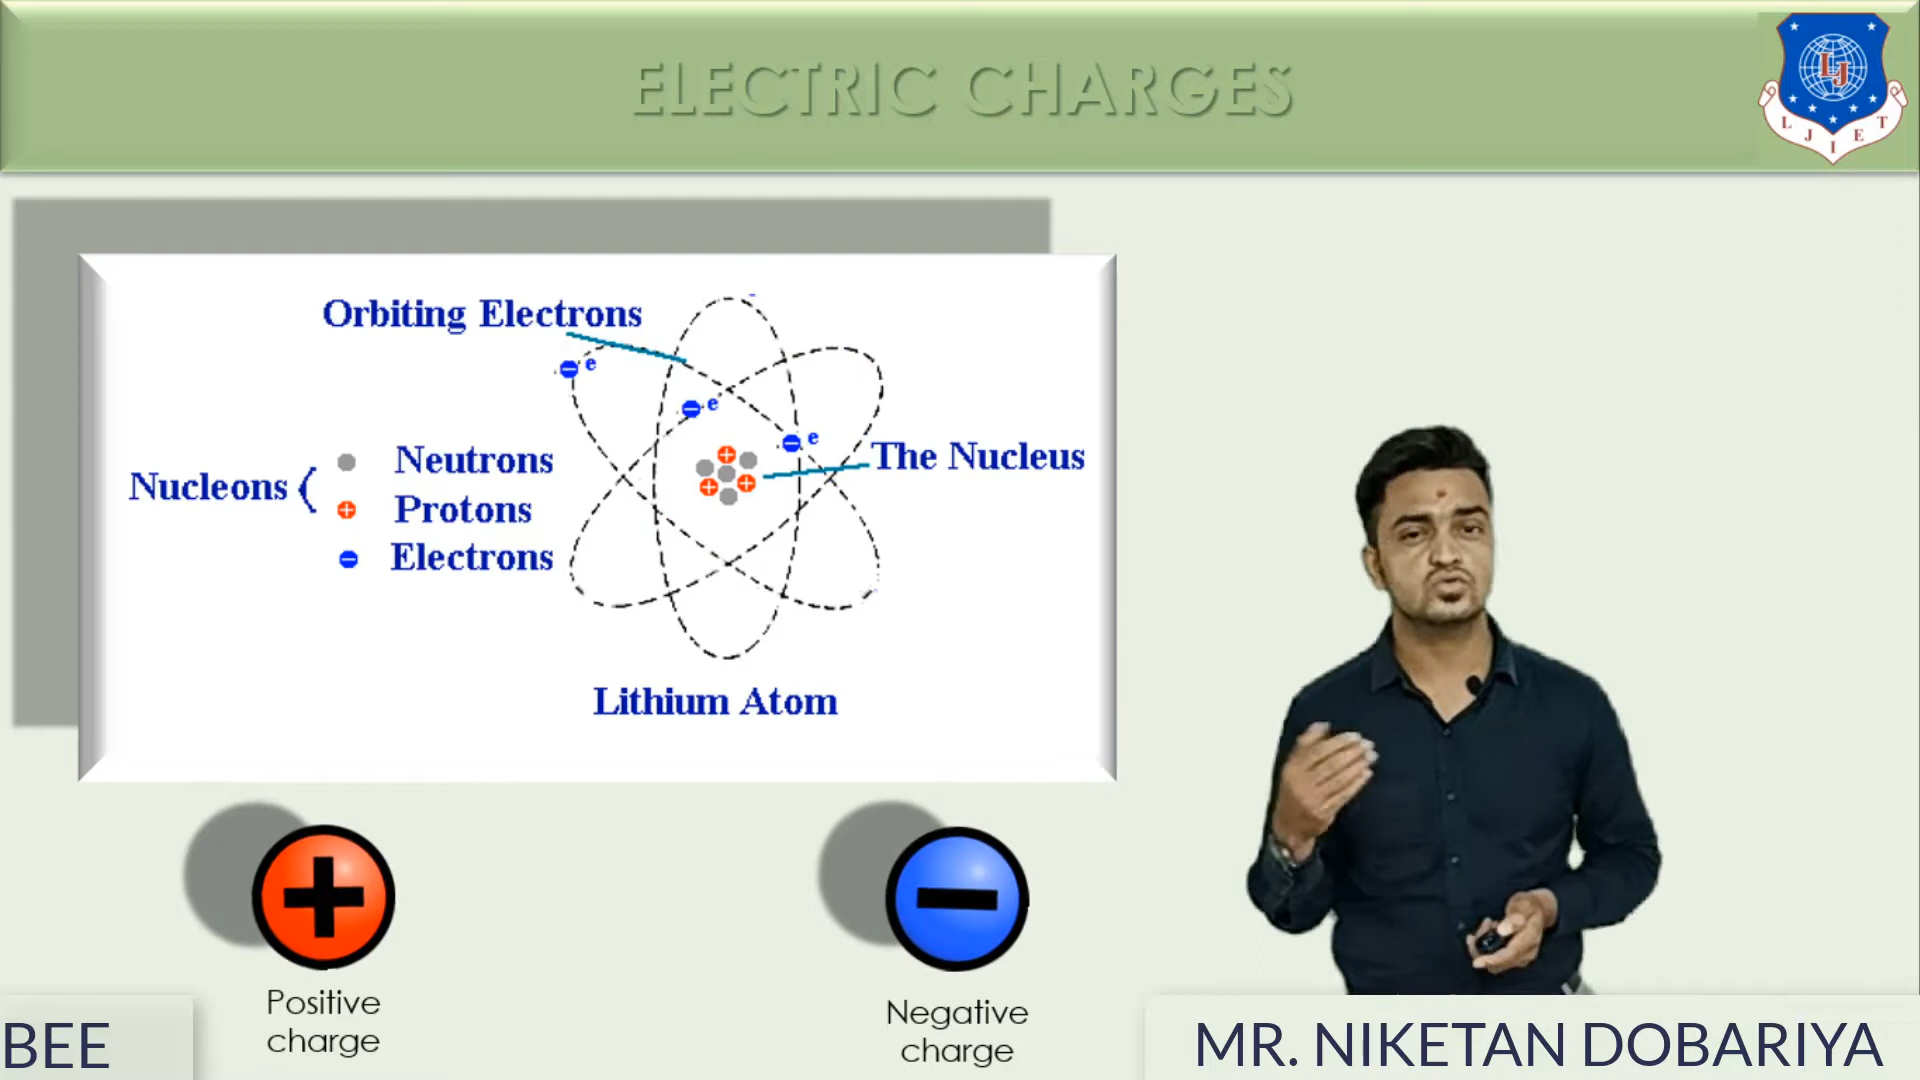 ELECTRIC CHARGES
LJ
L J I E T
Orbiting Electrons
e
e
e
The Nucleus
Nucleons
Neutrons
Protons
Electrons
Lithium Atom
Positive
charge
Negative
charge
BEE
MR. NIKETAN DOBARIYA